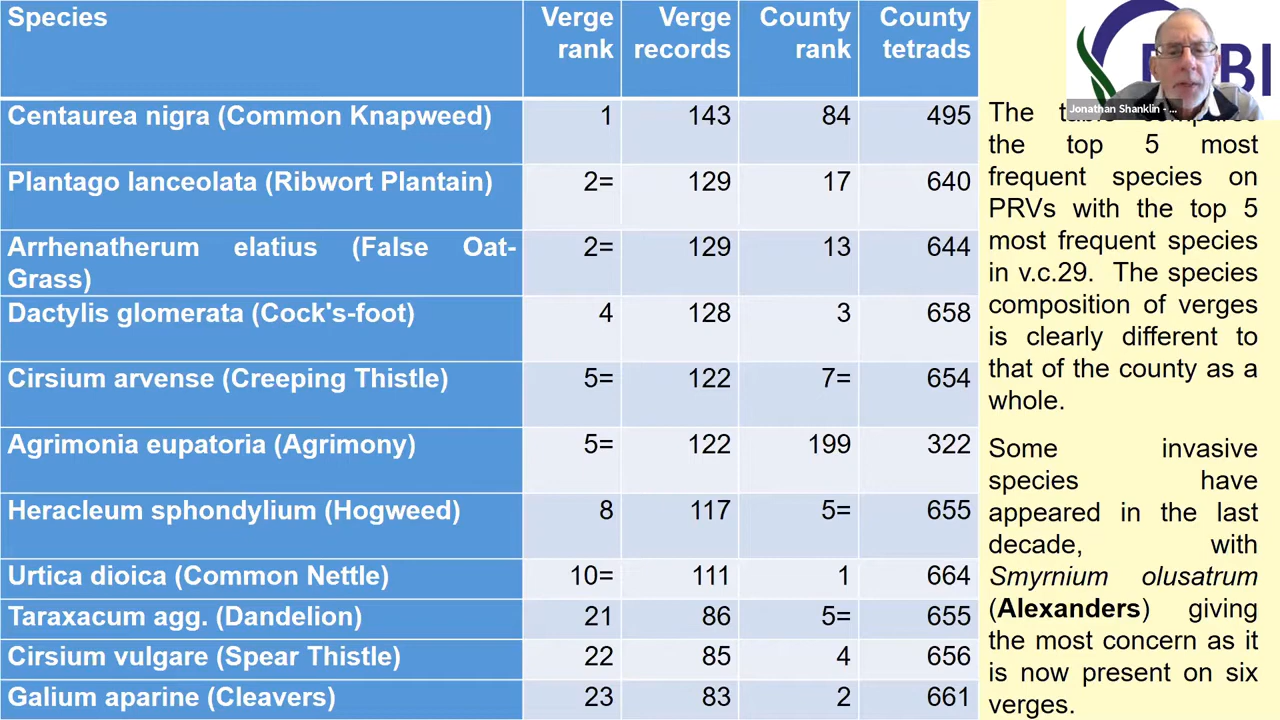 Species Verge rank Verge records County rank County tetrads
Centaurea nigra (Common Knapweed) 1 143 84 495
Plantago lanceolata (Ribwort Plantain) 2= 129 17 640
Arrhenatherum elatius (False Oat-
Grass) 2= 129 13 644
Dactylis glomerata (Cock's-foot) 4 128 3 658
Cirsium arvense (Creeping Thistle) 5= 122 7= 654
Agrimonia eupatoria (Agrimony) 5= 122 199 322
Heracleum sphondylium (Hogweed) 8 117 5= 655
Urtica dioica (Common Nettle) 10= 111 1 664
Taraxacum agg. (Dandelion) 21 86 5= 655
Cirsium vulgare (Spear Thistle) 22 85 4 656
Galium aparine (Cleavers) 23 83 2 661
BI
Jonathan Shanklin - ...
The table compares
the top 5 most
frequent species on
PRVs with the top 5
most frequent species
in v.c.29. The species
composition of verges
is clearly different to
that of the county as a
whole.
Some invasive
species have
appeared in the last
decade, with
Smyrnium olusatrum
(Alexanders) giving
the most concern as it
is now present on six
verges.